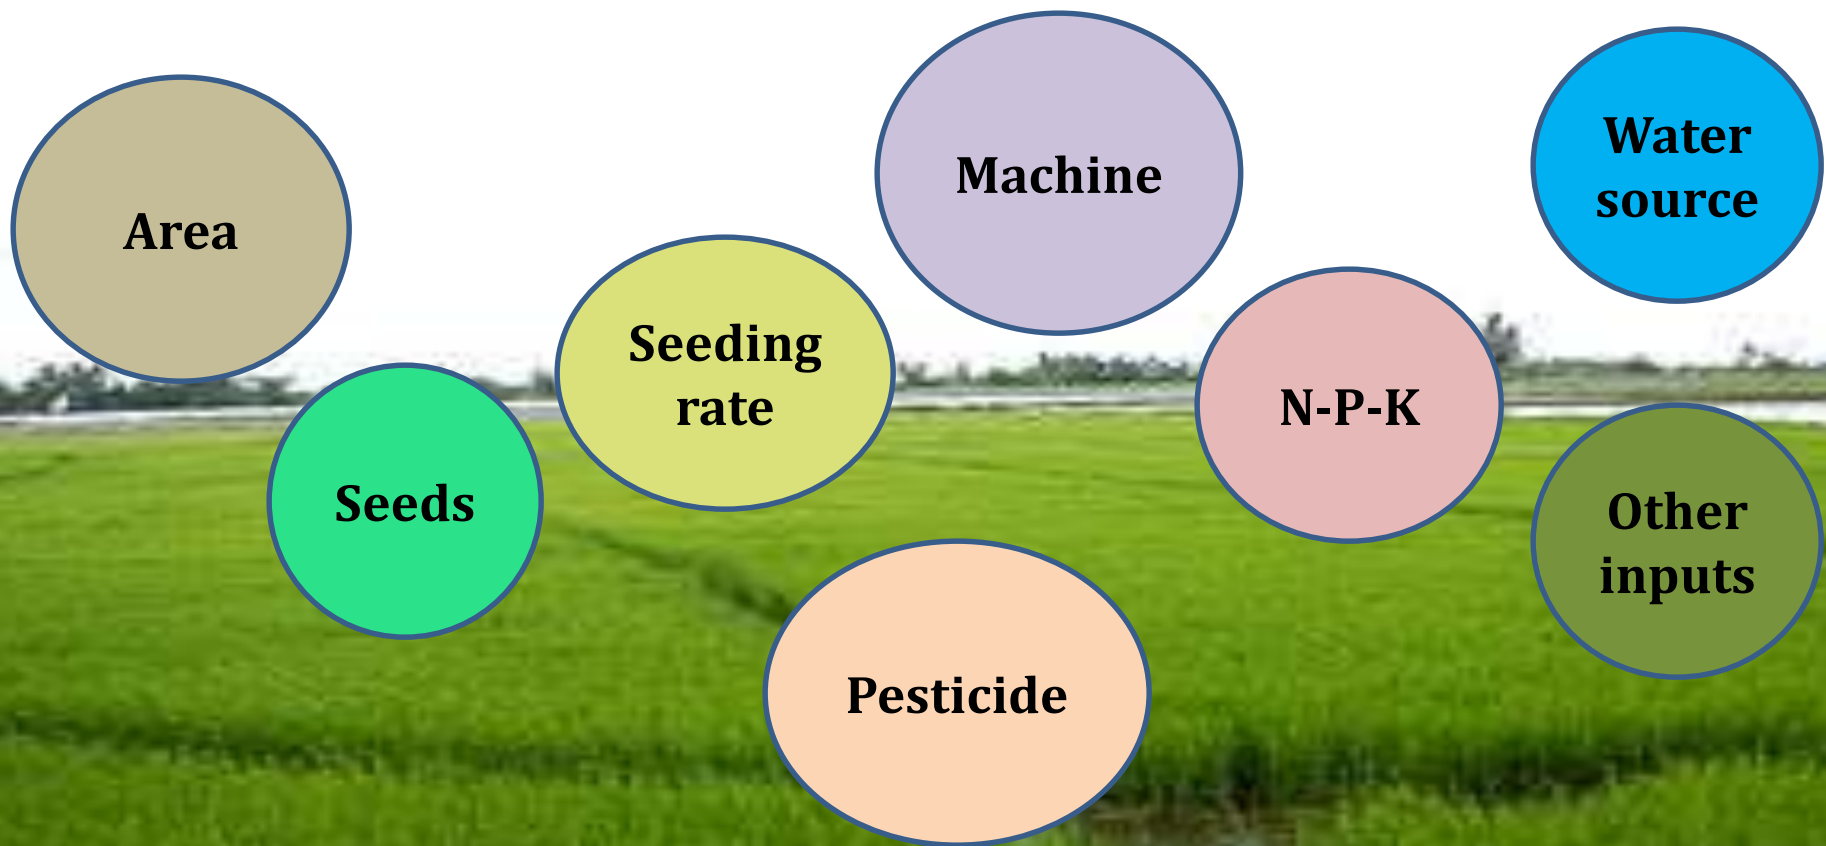 Area
Seeds
Seeding
rate
Machine
Pesticide
N-P-K
Water
source
Other
inputs